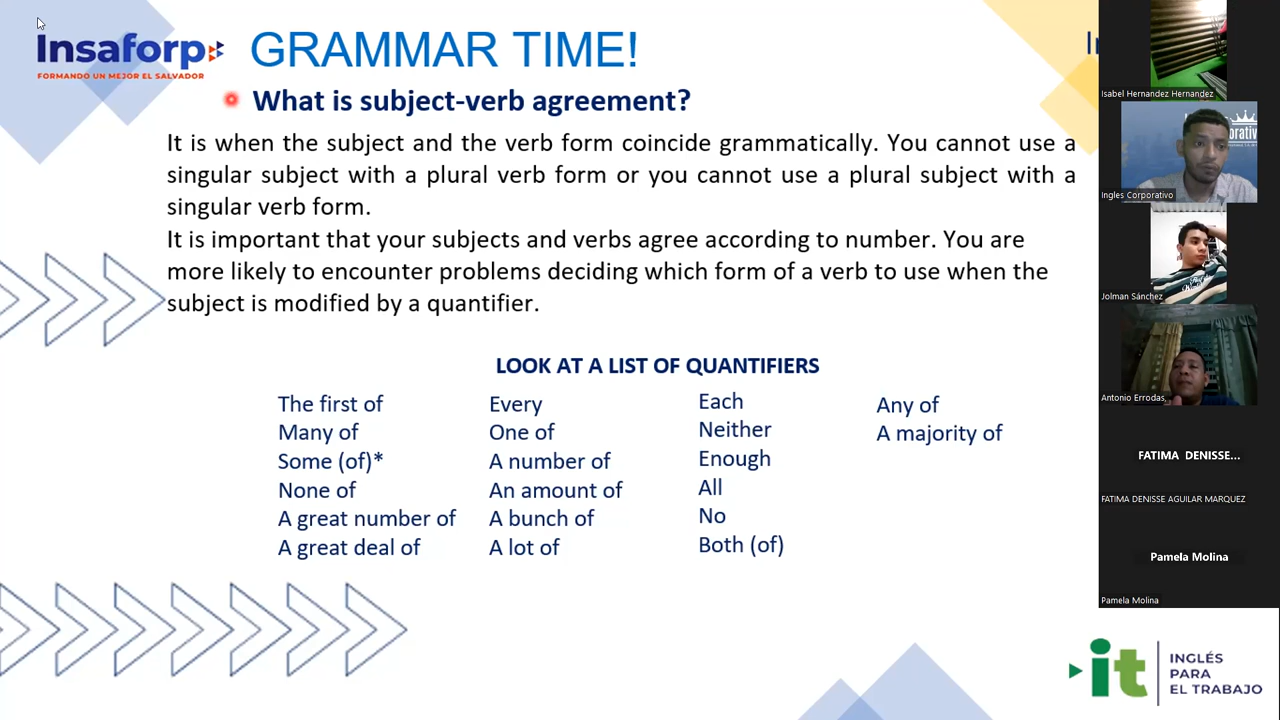 Insaforp
FORMANDO UN MEJOR EL SALVADOR
GRAMMAR TIME!
What is subject-verb agreement?
It is when the subject and the verb form coincide grammatically. You cannot use a
singular subject with a plural verb form or you cannot use a plural subject with a
singular verb form.
It is important that your subjects and verbs agree according to number. You are
more likely to encounter problems deciding which form of a verb to use when the
subject is modified by a quantifier.
LOOK AT A LIST OF QUANTIFIERS
The first of
Many of
Some (of)*
None of
A great number of
A great deal of
Every
One of
A number of
An amount of
A bunch of
A lot of
Each
Neither
Enough
All
No
Both (of)
Any of
A majority of
Isabel Hernandez Hernandez
Ingles Corporativo
Jolman Sánchez
Antonio Errodas,
FATIMA DENISSE...
FATIMA DENISSE AGUILAR MARQUEZ
Pamela Molina
Pamela Molina
it
INGLÉS
PARA
EL TRABAJO